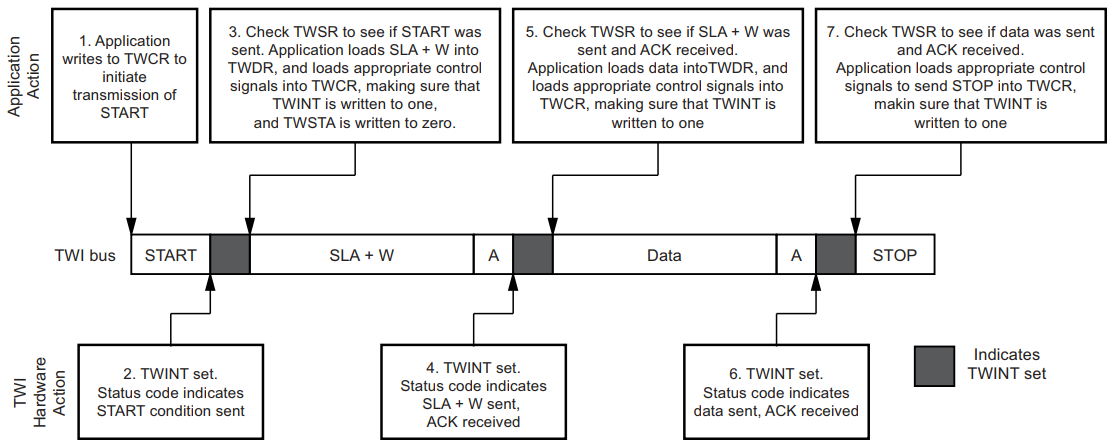 Application
Action
1. Application
writes to TWCR to
initiate
transmission of
START
3. Check TWSR to see if START was
sent. Application loads SLA + W into
TWDR, and loads appropriate control
signals into TWCR, making sure that
TWINT is written to one,
and TWSTA is written to zero.
5. Check TWSR to see if SLA + W was
sent and ACK received.
Application loads data intoTWDR, and
loads appropriate control signals into
TWCR, making sure that TWINT is
written to one
7. Check TWSR to see if data was sent
and ACK received.
Application loads appropriate control
signals to send STOP into TWCR,
makin sure that TWINT is
written to one
TWI bus
START
SLA + W
A
Data
A
STOP
TWI
Hardware
Action
2. TWINT set.
Status code indicates
START condition sent
4. TWINT set.
Status code indicates
SLA + W sent,
ACK received
6. TWINT set.
Status code indicates
data sent, ACK received
Indicates
TWINT set